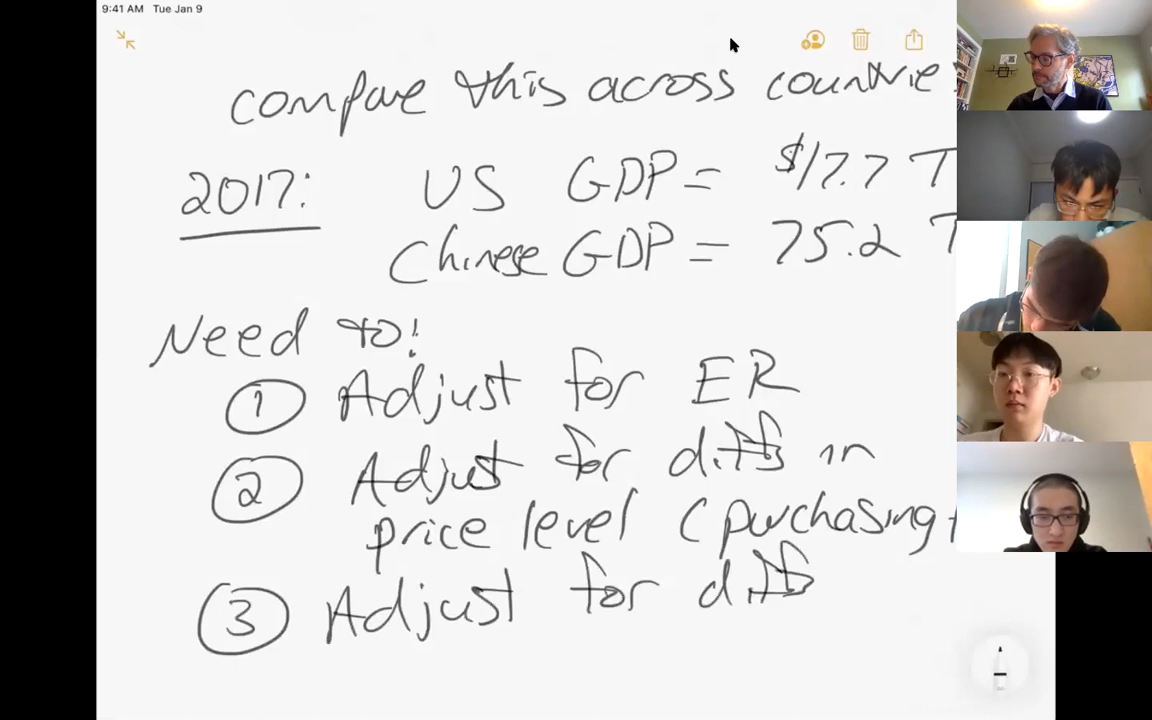 9:41 AM Tue Jan 9
compare this across countrie
2017: US GDP = $17.7 T
Chinese GDP = 75.2 T
Need to:
① Adjust for ER
② Adjust for diffs in
price level (purchasing
③ Adjust for diffs